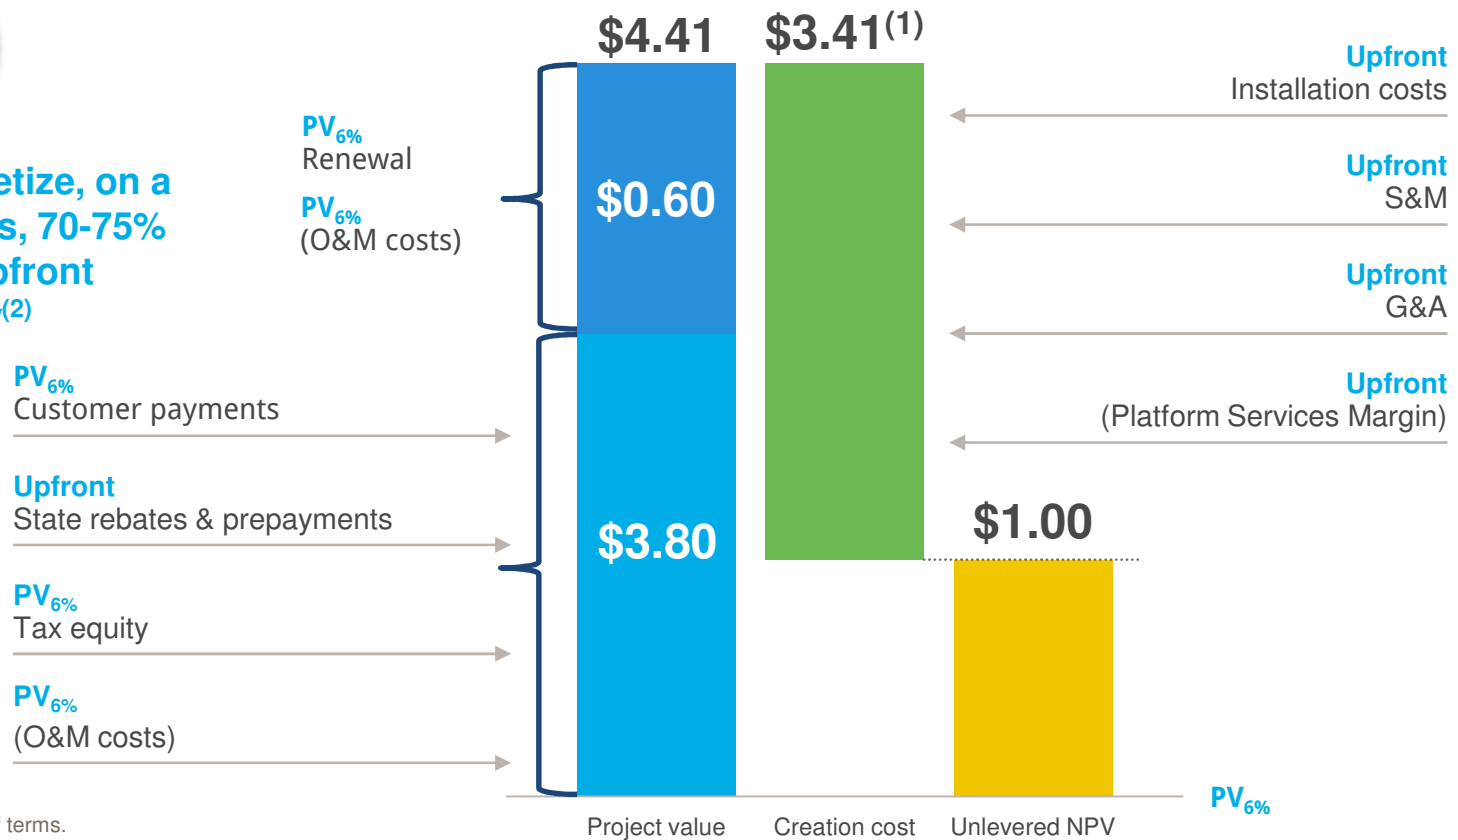 $4.41
$3.41(1)
Upfront
Installation costs
PV6%
Renewal
$0.60
PV6%
(O&M costs)
Upfront
S&M
etize, on a
s, 70-75%
pfront
(2)
Upfront
G&A
PV6%
Customer payments
Upfront
(Platform Services Margin)
Upfront
State rebates & prepayments
$3.80
$1.00
PV6%
Tax equity
PV6%
(O&M costs)
PV6%
terms.
Project value
Creation cost
Unlevered NPV